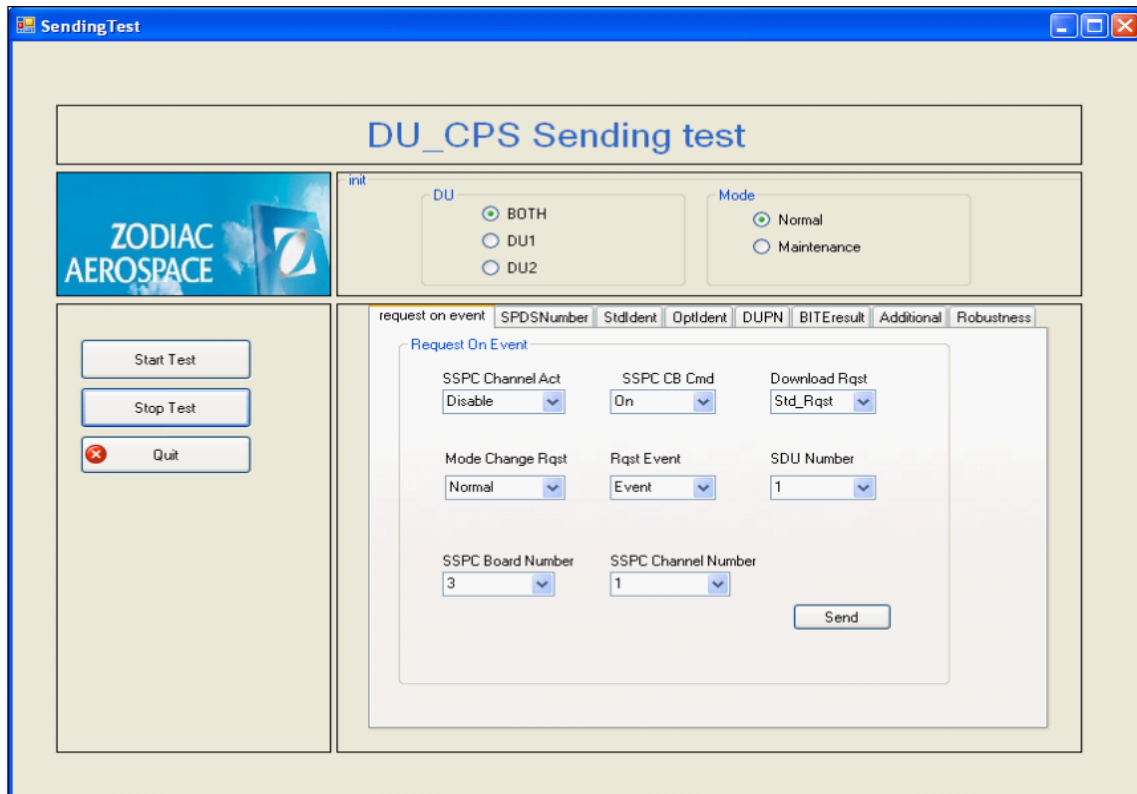 SendingTest
DU_CPS Sending test
ZODIAC
AEROSPACE
init
DU
BOTH
DU1
DU2
Mode
Normal
Maintenance
Start Test
Stop Test
Quit
request on event SPDSNumber StdIdent OptIdent DUPN BITEresult Additional Robustness
Request On Event
SSPC Channel Act SSPC CB Cmd Download Rqst
Disable On Std_Rqst
Mode Change Rqst Rqst Event SDU Number
Normal Event 1
SSPC Board Number SSPC Channel Number
3 1
Send